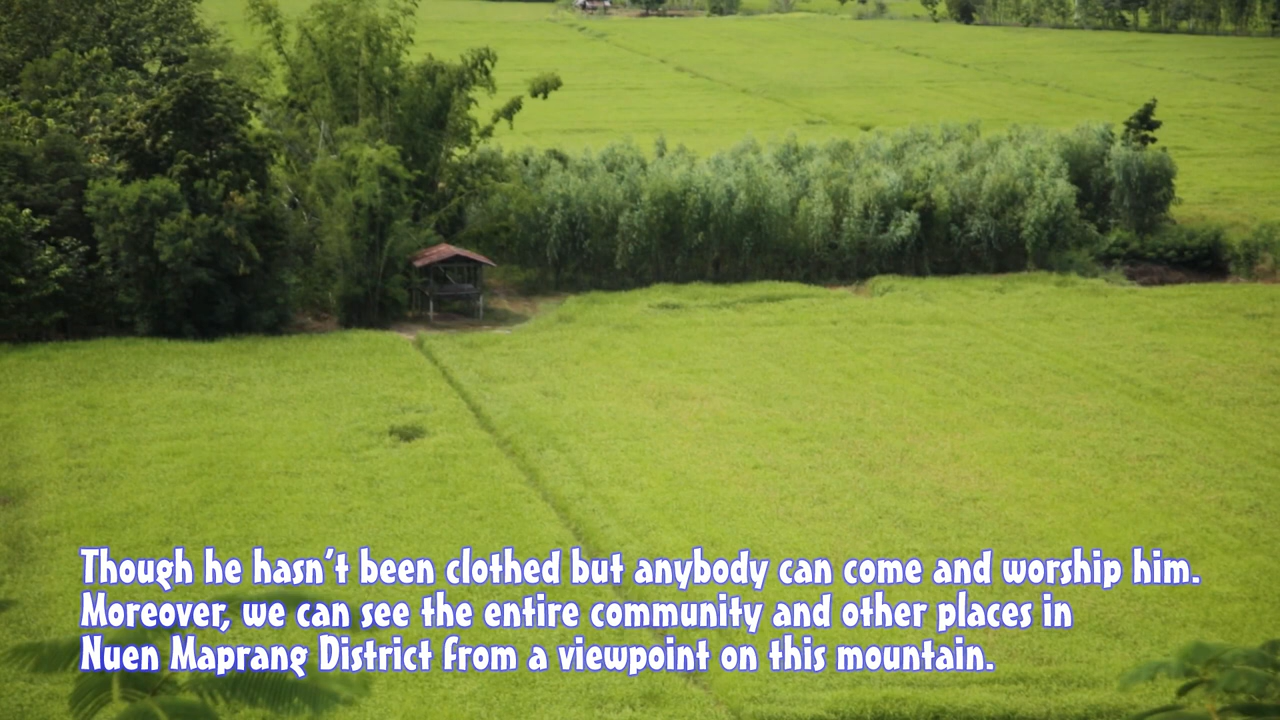 Though he hasn't been clothed but anybody can come and worship him.
Moreover, we can see the entire community and other places in
Nuen Maprang District from a viewpoint on this mountain.